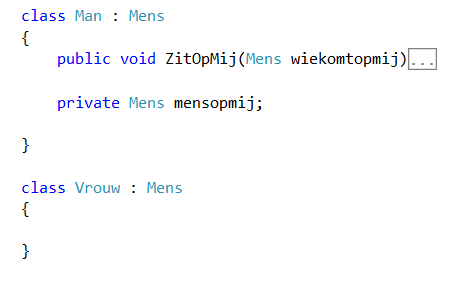 class Man : Mens
{
public void ZitOpMij(Mens wiekomtopmij)...
private Mens mensopmij;
}
class Vrouw : Mens
{
}